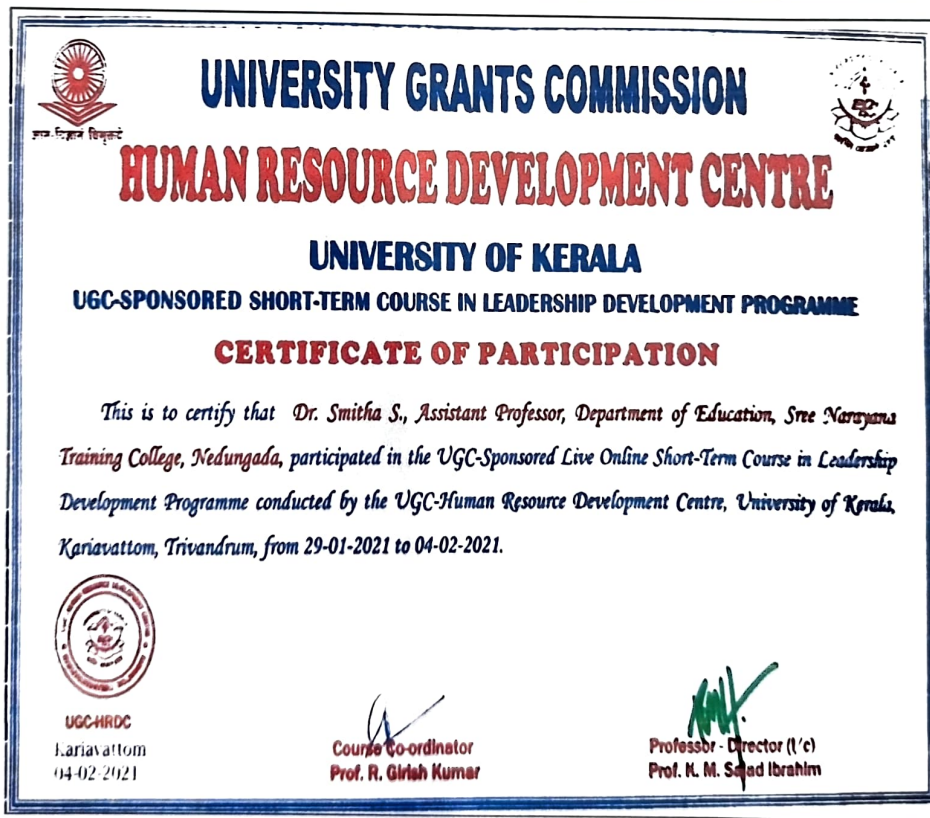 ज्ञान-विज्ञान विमुक्तये
UNIVERSITY GRANTS COMMISSION
HUMAN RESOURCE DEVELOPMENT CENTRE
UNIVERSITY OF KERALA
UGC-SPONSORED SHORT-TERM COURSE IN LEADERSHIP DEVELOPMENT PROGRAMME
CERTIFICATE OF PARTICIPATION
This is to certify that Dr. Smitha S., Assistant Professor, Department of Education, Sree Narayana
Training College, Nedungada, participated in the UGC-Sponsored Live Online Short-Term Course in Leadership
Development Programme conducted by the UGC-Human Resource Development Centre, University of Kerala,
Kariavattom, Trivandrum, from 29-01-2021 to 04-02-2021.
UGC-HRDC
Kariavattom
04-02-2021
Course Co-ordinator
Prof. R. Girish Kumar
Professor - Director (I/c)
Prof. K. M. Sajad Ibrahim